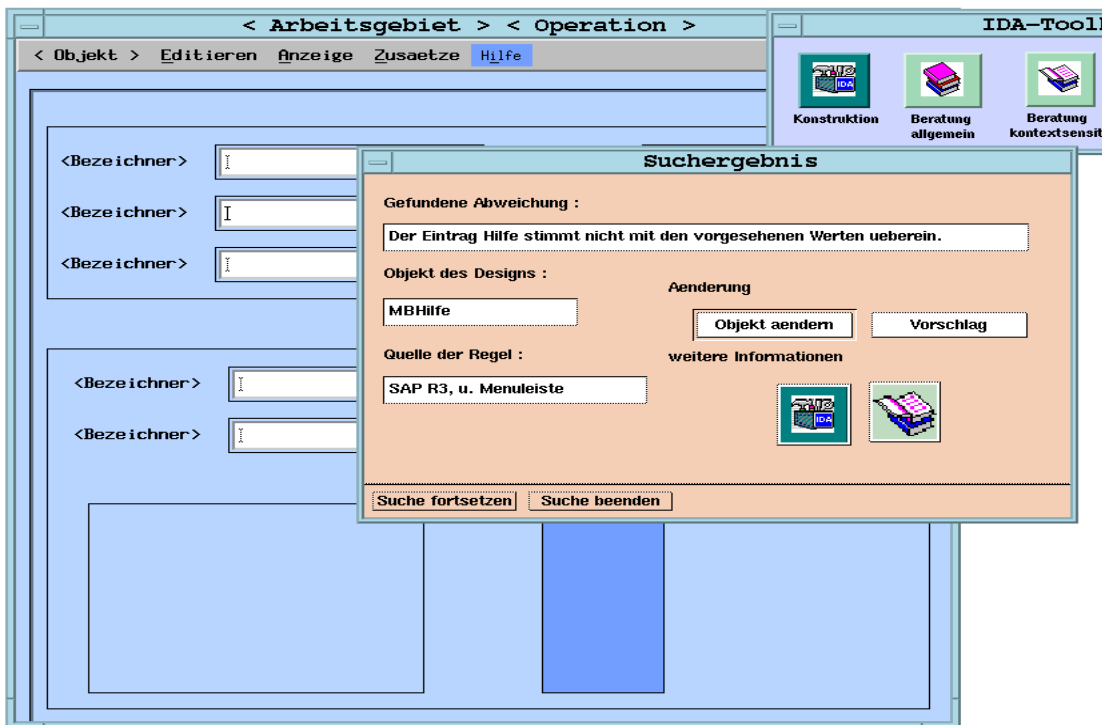 < Arbeitsgebiet > < Operation >
< Objekt > Editieren Anzeige Zusaetze Hilfe
IDA-Tool
Konstruktion
Beratung
allgemein
Beratung
kontextsensit
<Bezeichner>
<Bezeichner>
<Bezeichner>
<Bezeichner>
<Bezeichner>
Suchergebnis
Gefundene Abweichung :
Der Eintrag Hilfe stimmt nicht mit den vorgesehenen Werten ueberein.
Objekt des Designs :
MBHilfe
Quelle der Regel :
SAP R3, u. Menuleiste
Aenderung
Objekt aendern Vorschlag
weitere Informationen
IDA
Suche fortsetzen Suche beenden